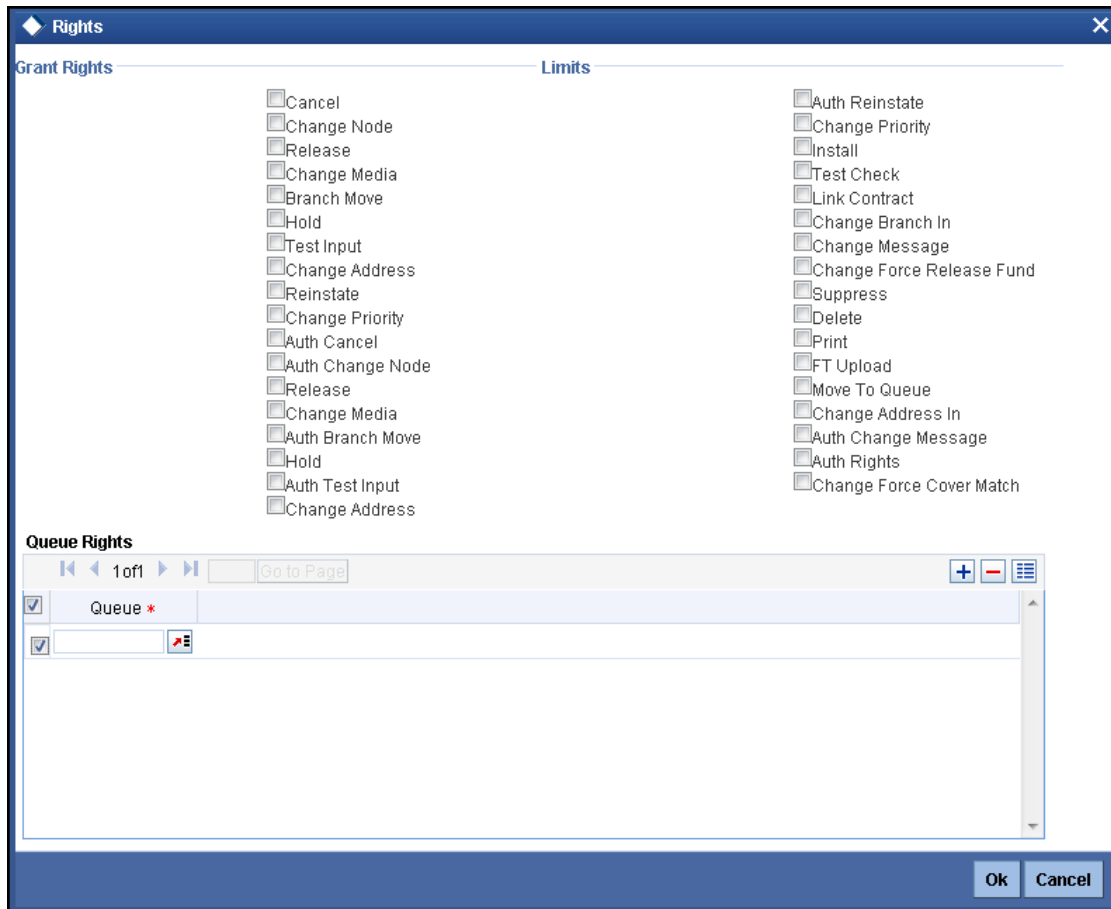 Rights
Grant Rights
Cancel
Change Node
Release
Change Media
Branch Move
Hold
Test Input
Change Address
Reinstate
Change Priority
Auth Cancel
Auth Change Node
Release
Change Media
Auth Branch Move
Hold
Auth Test Input
Change Address
Limits
Auth Reinstate
Change Priority
Install
Test Check
Link Contract
Change Branch In
Change Message
Change Force Release Fund
Suppress
Delete
Print
FT Upload
Move To Queue
Change Address In
Auth Change Message
Auth Rights
Change Force Cover Match
Queue Rights
1of1 Go to Page
Queue *
Ok Cancel